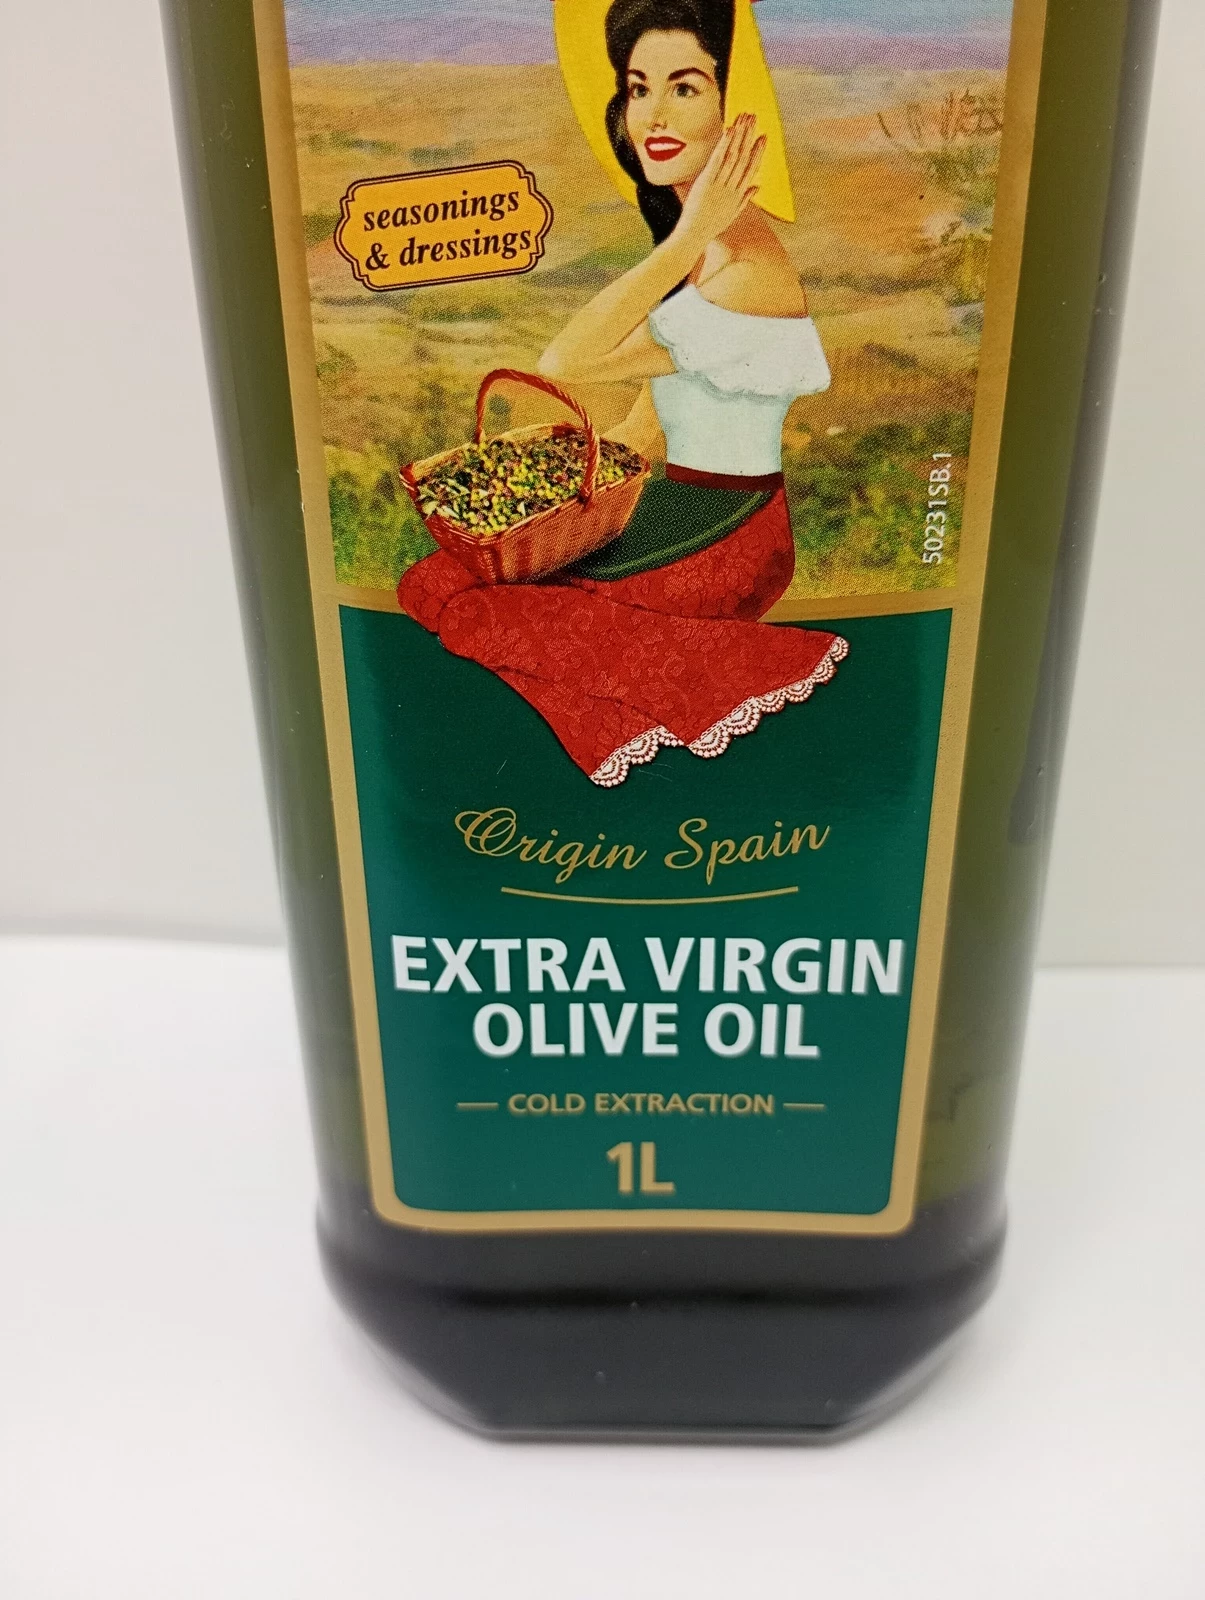 seasonings
& dressings
50231SB.1
Origin Spain
EXTRA VIRGIN
OLIVE OIL
COLD EXTRACTION
1L